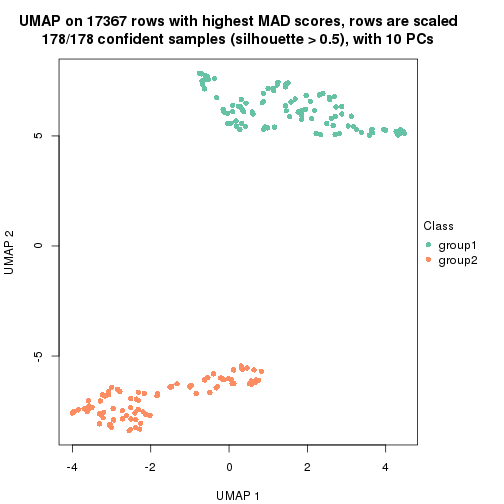 UMAP on 17367 rows with highest MAD scores, rows are scaled
178/178 confident samples (silhouette > 0.5), with 10 PCs
5
0
-5
UMAP 2
-4
-2
0
2
4
UMAP 1
Class
group1
group2